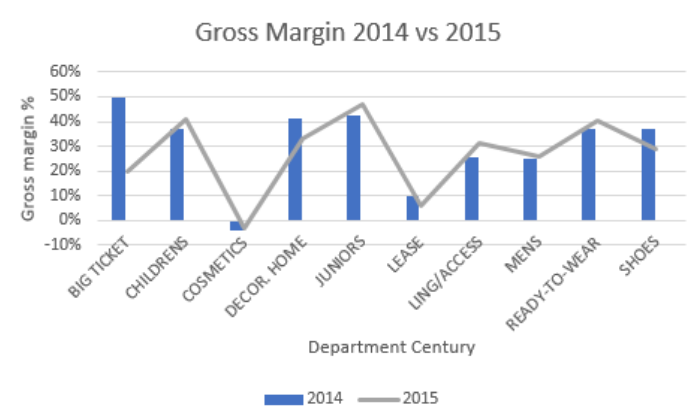 Gross Margin 2014 vs 2015
Gross margin %
60%
50%
40%
30%
20%
10%
0%
-10%
BIG TICKET
CHILDRENS
COSMETICS
DECOR. HOME
JUNIORS
LEASE
LING/ACCESS
MENS
READY-TO-WEAR
SHOES
Department Century
2014
2015